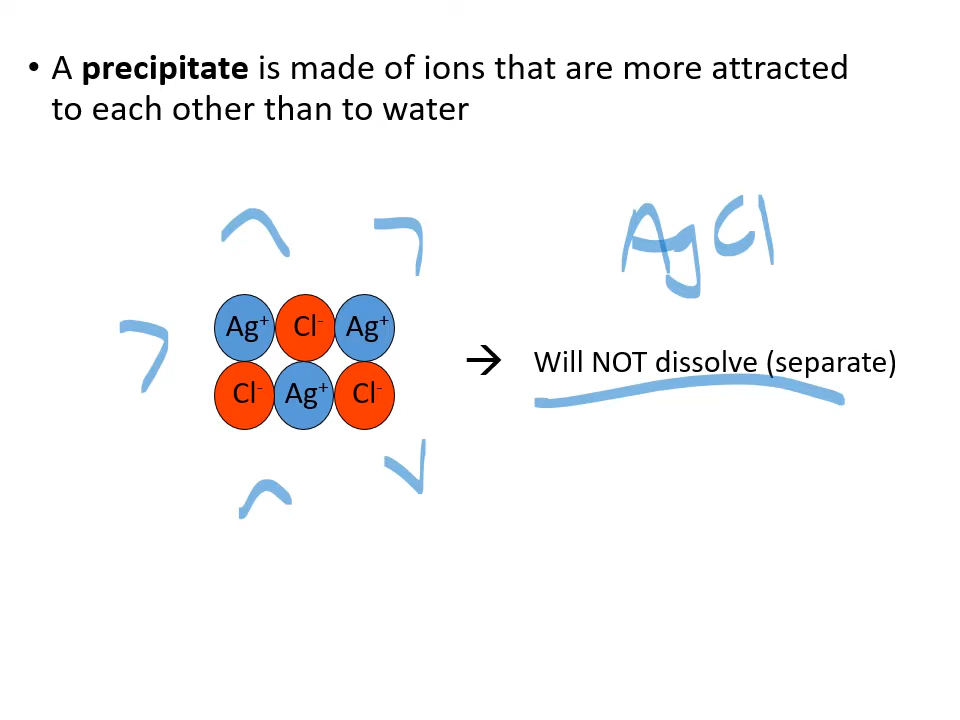 • A precipitate is made of ions that are more attracted
to each other than to water
AgCl
Ag⁺ Cl⁻ Ag⁺
→ Will NOT dissolve (separate)
Cl⁻ Ag⁺ Cl⁻